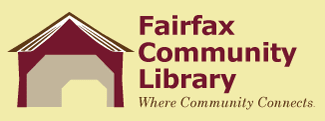 Fairfax
Community
Library
Where Community Connects.